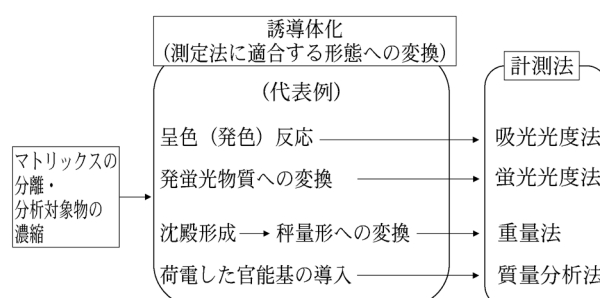 誘導体化
(測定法に適合する形態への変換)
計測法
(代表例)
呈色（発色）反応
吸光光度法
マトリックスの
分離・
分析対象物の
濃縮
発蛍光物質への変換
蛍光光度法
沈殿形成
秤量形への変換
重量法
荷電した官能基の導入
質量分析法